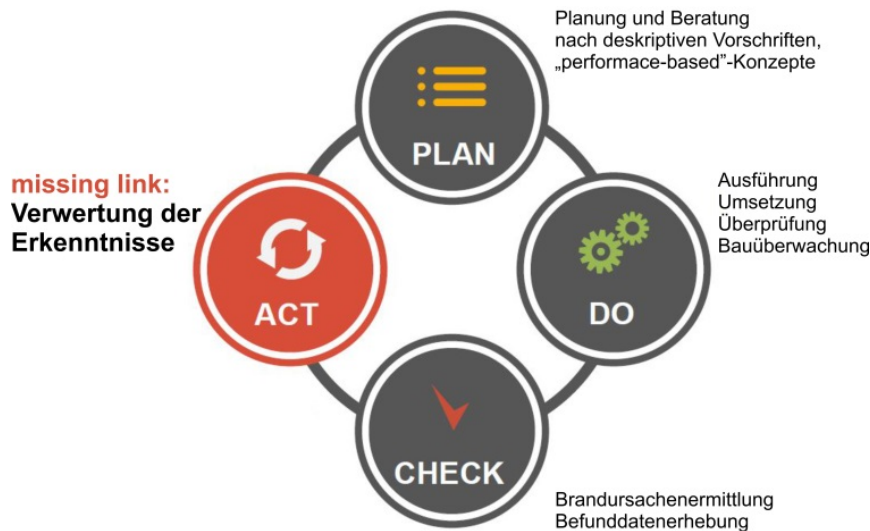 Planung und Beratung
nach deskriptiven Vorschriften,
„performace-based"-Konzepte
PLAN
missing link:
Verwertung der
Erkenntnisse
ACT
Ausführung
Umsetzung
Überprüfung
Bauüberwachung
DO
CHECK
Brandursachenermittlung
Befunddatenerhebung